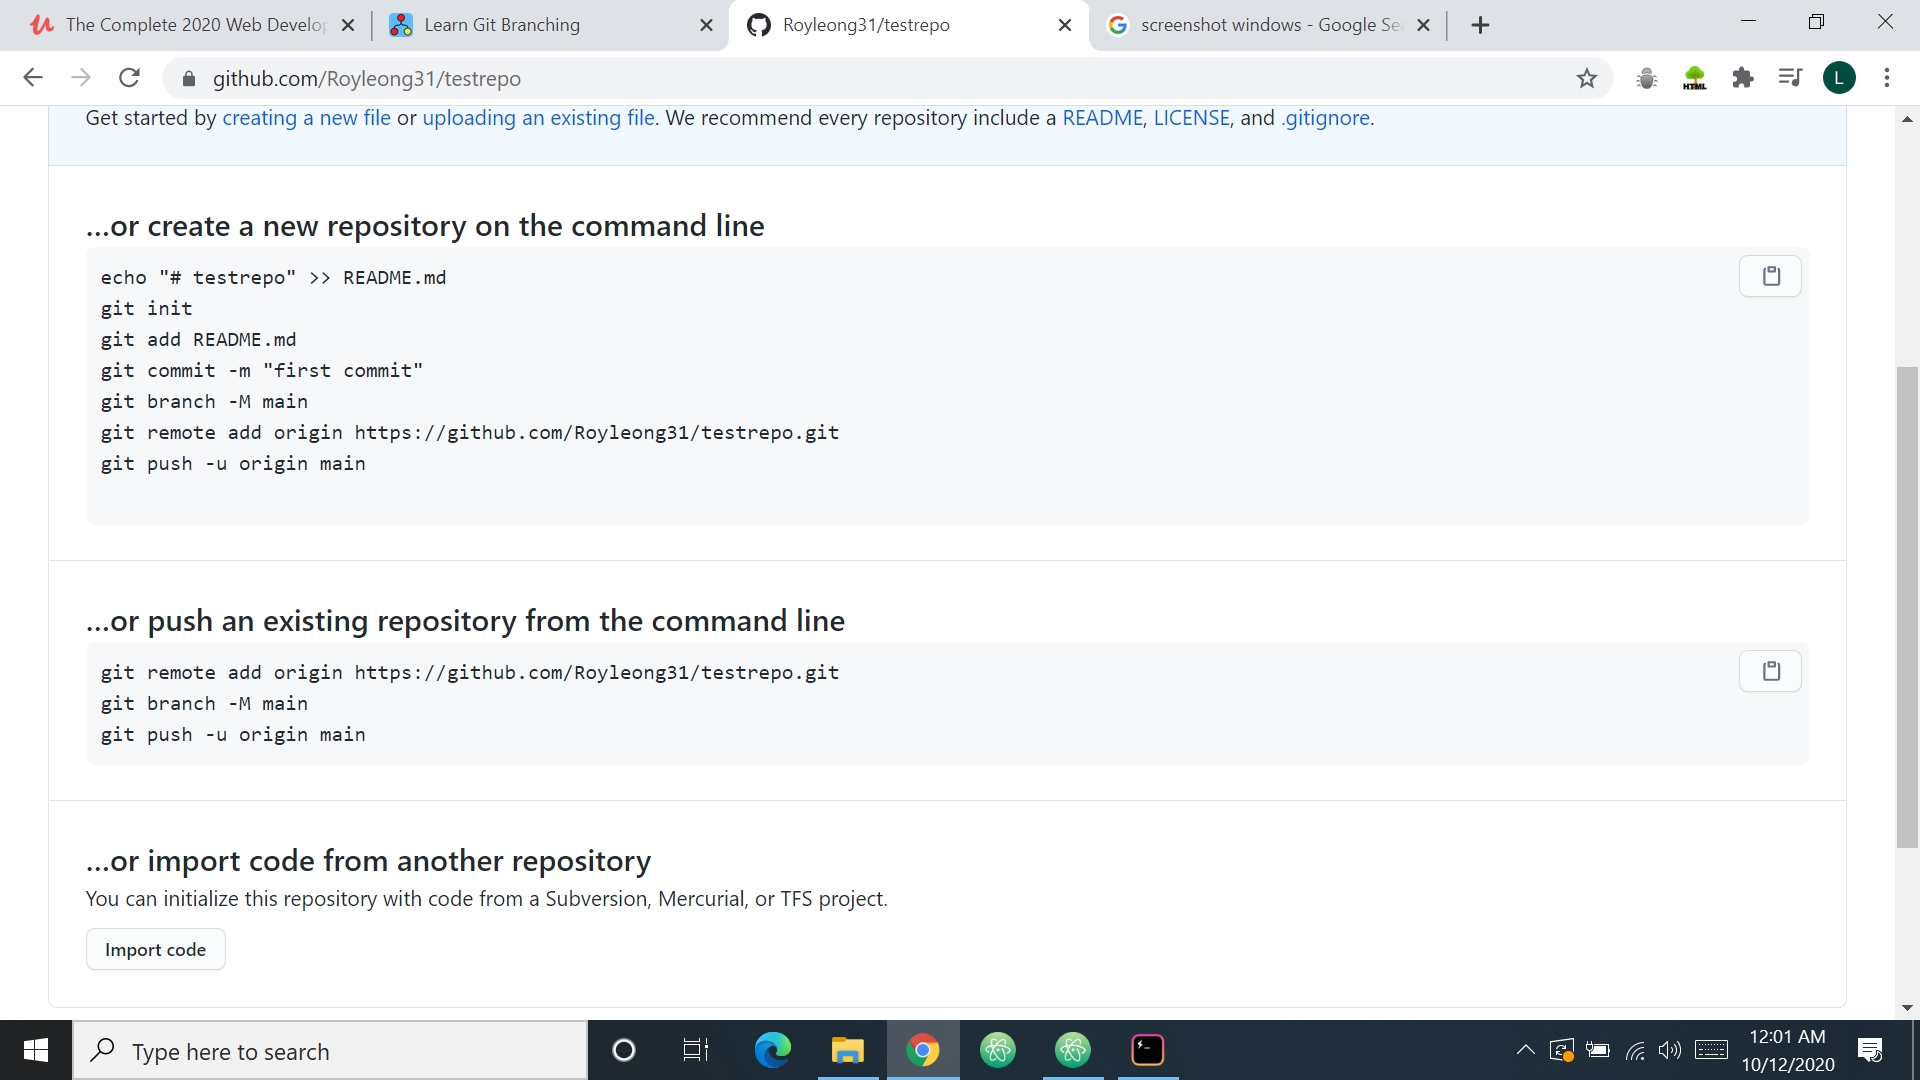 The Complete 2020 Web Develop
Learn Git Branching
Royleong31/testrepo
screenshot windows - Google Sea
github.com/Royleong31/testrepo
HTML
L
Get started by creating a new file or uploading an existing file. We recommend every repository include a README, LICENSE, and .gitignore.
…or create a new repository on the command line
echo "# testrepo" >> README.md
git init
git add README.md
git commit -m "first commit"
git branch -M main
git remote add origin https://github.com/Royleong31/testrepo.git
git push -u origin main
…or push an existing repository from the command line
git remote add origin https://github.com/Royleong31/testrepo.git
git branch -M main
git push -u origin main
…or import code from another repository
You can initialize this repository with code from a Subversion, Mercurial, or TFS project.
Import code
Type here to search
12:01 AM
10/12/2020